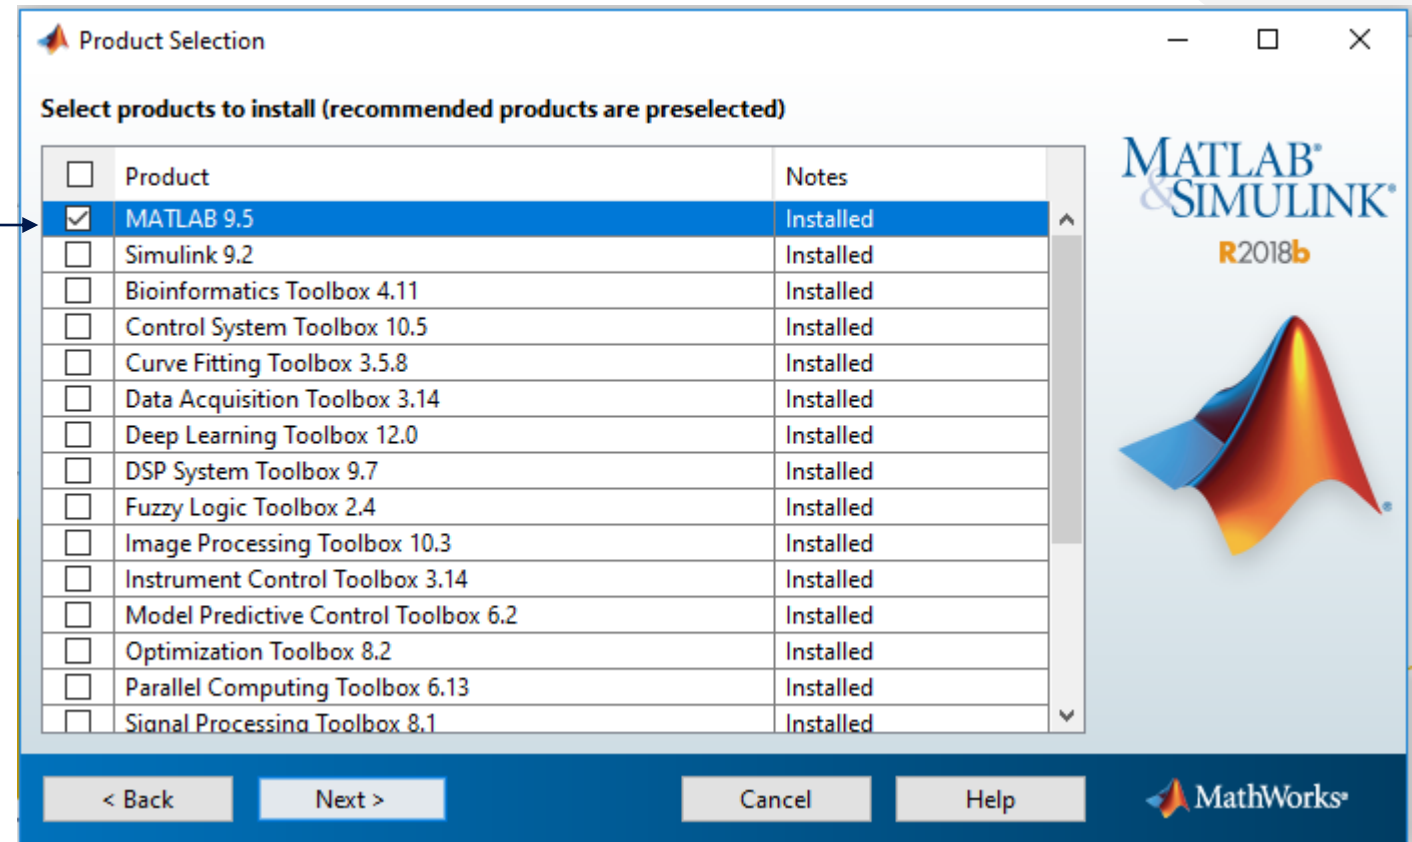 Product Selection
Select products to install (recommended products are preselected)
Product Notes
MATLAB 9.5 Installed
Simulink 9.2 Installed
Bioinformatics Toolbox 4.11 Installed
Control System Toolbox 10.5 Installed
Curve Fitting Toolbox 3.5.8 Installed
Data Acquisition Toolbox 3.14 Installed
Deep Learning Toolbox 12.0 Installed
DSP System Toolbox 9.7 Installed
Fuzzy Logic Toolbox 2.4 Installed
Image Processing Toolbox 10.3 Installed
Instrument Control Toolbox 3.14 Installed
Model Predictive Control Toolbox 6.2 Installed
Optimization Toolbox 8.2 Installed
Parallel Computing Toolbox 6.13 Installed
Signal Processing Toolbox 8.1 Installed
MATLAB®
&SIMULINK®
R2018b
®
< Back Next > Cancel Help MathWorks®